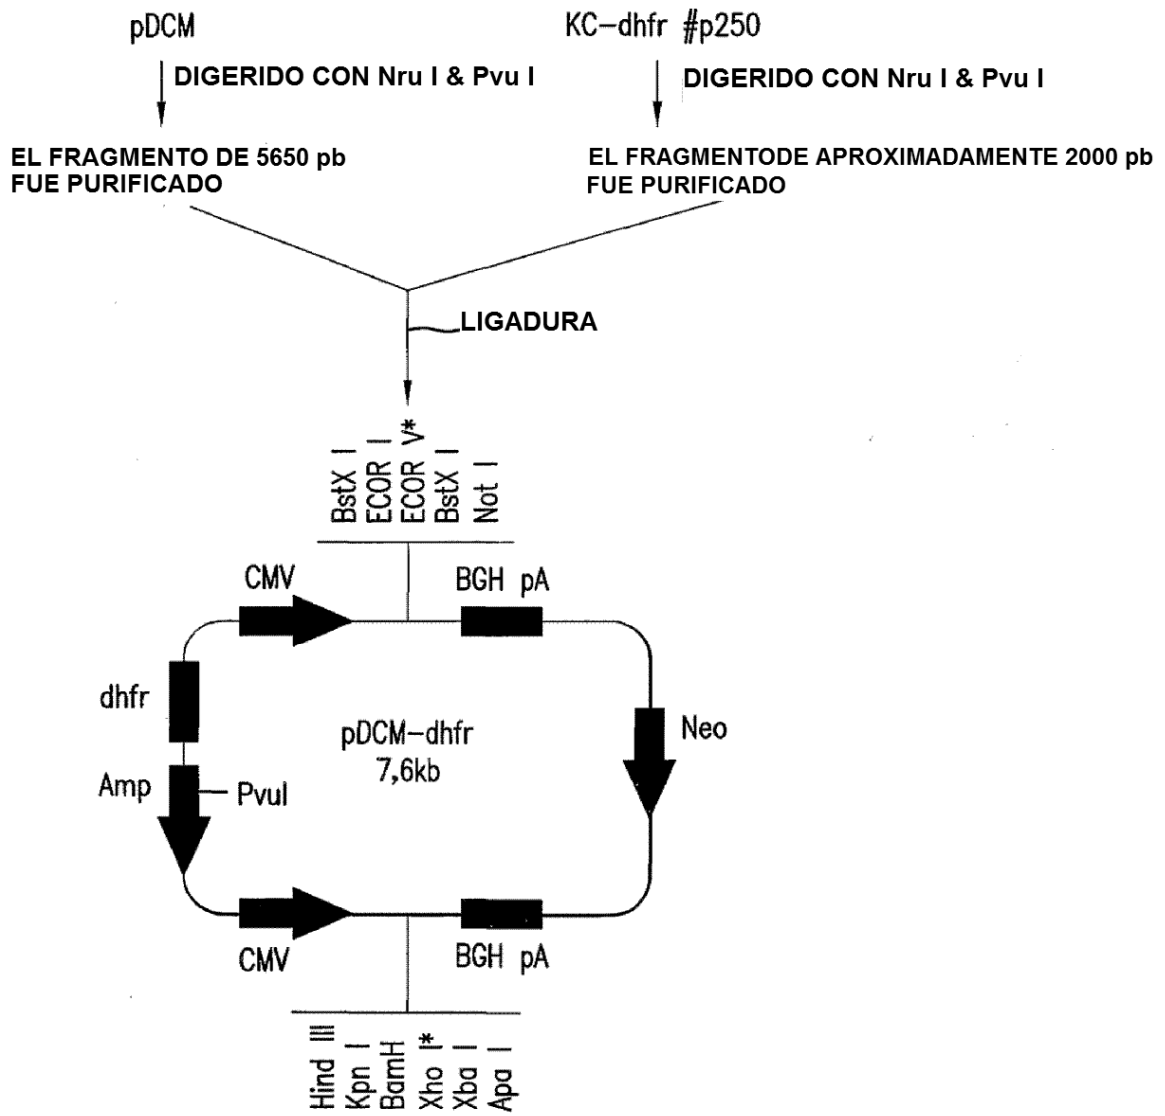 pDCM
KC-dhfr #p250
DIGERIDO CON Nru I & Pvu I
DIGERIDO CON Nru I & Pvu I
EL FRAGMENTO DE 5650 pb
FUE PURIFICADO
EL FRAGMENTODE APROXIMADAMENTE 2000 pb
FUE PURIFICADO
LIGADURA
BstX I
ECOR I
ECOR V*
BstX I
Not I
CMV
BGH pA
dhfr
pDCM-dhfr
7,6kb
Neo
Amp
PvuI
CMV
BGH pA
Hind III
Kpn I
BamH
Xho I*
Xba I
Apa I